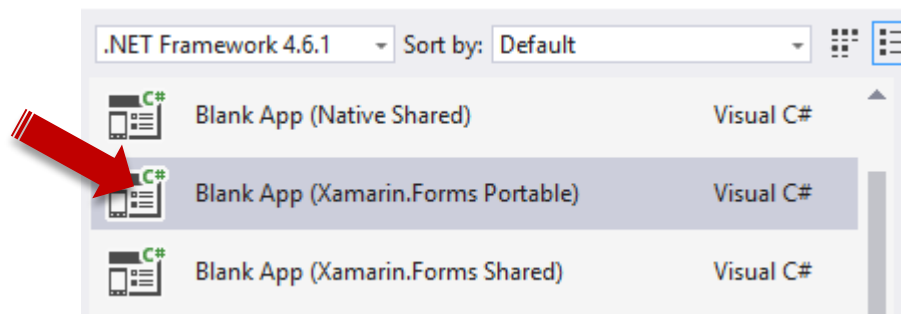 .NET Framework 4.6.1 Sort by: Default
C# Blank App (Native Shared) Visual C#
C# Blank App (Xamarin.Forms Portable) Visual C#
C# Blank App (Xamarin.Forms Shared) Visual C#